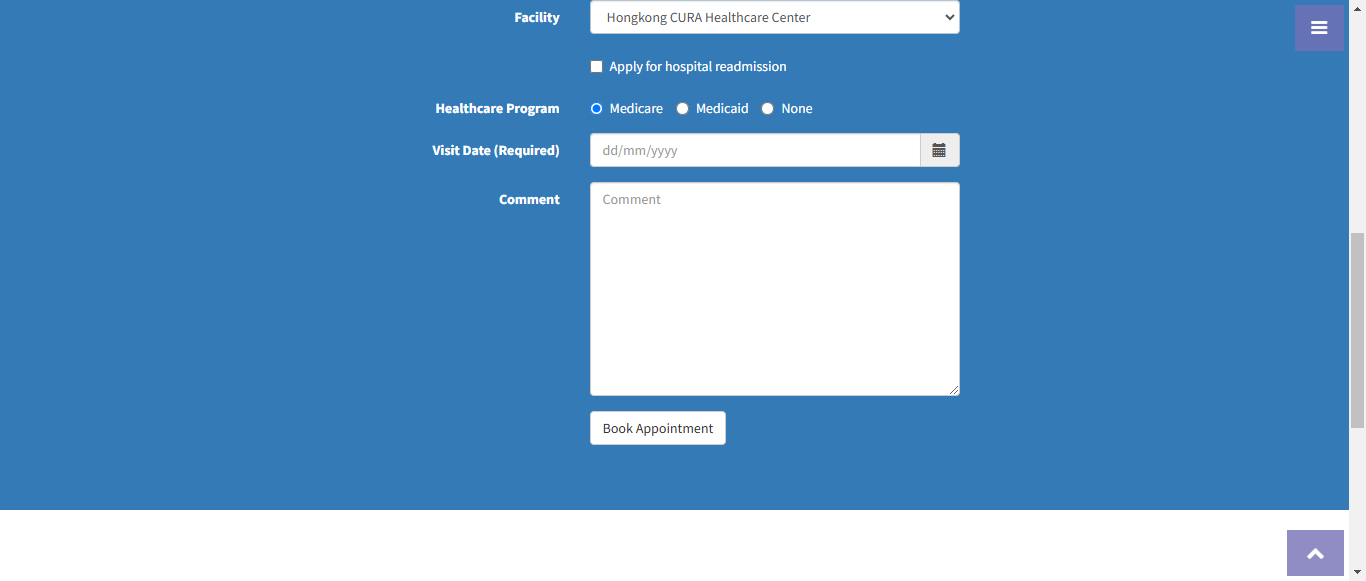 Facility Hongkong CURA Healthcare Center
Apply for hospital readmission
Healthcare Program Medicare Medicaid None
Visit Date (Required) dd/mm/yyyy
Comment Comment
Book Appointment